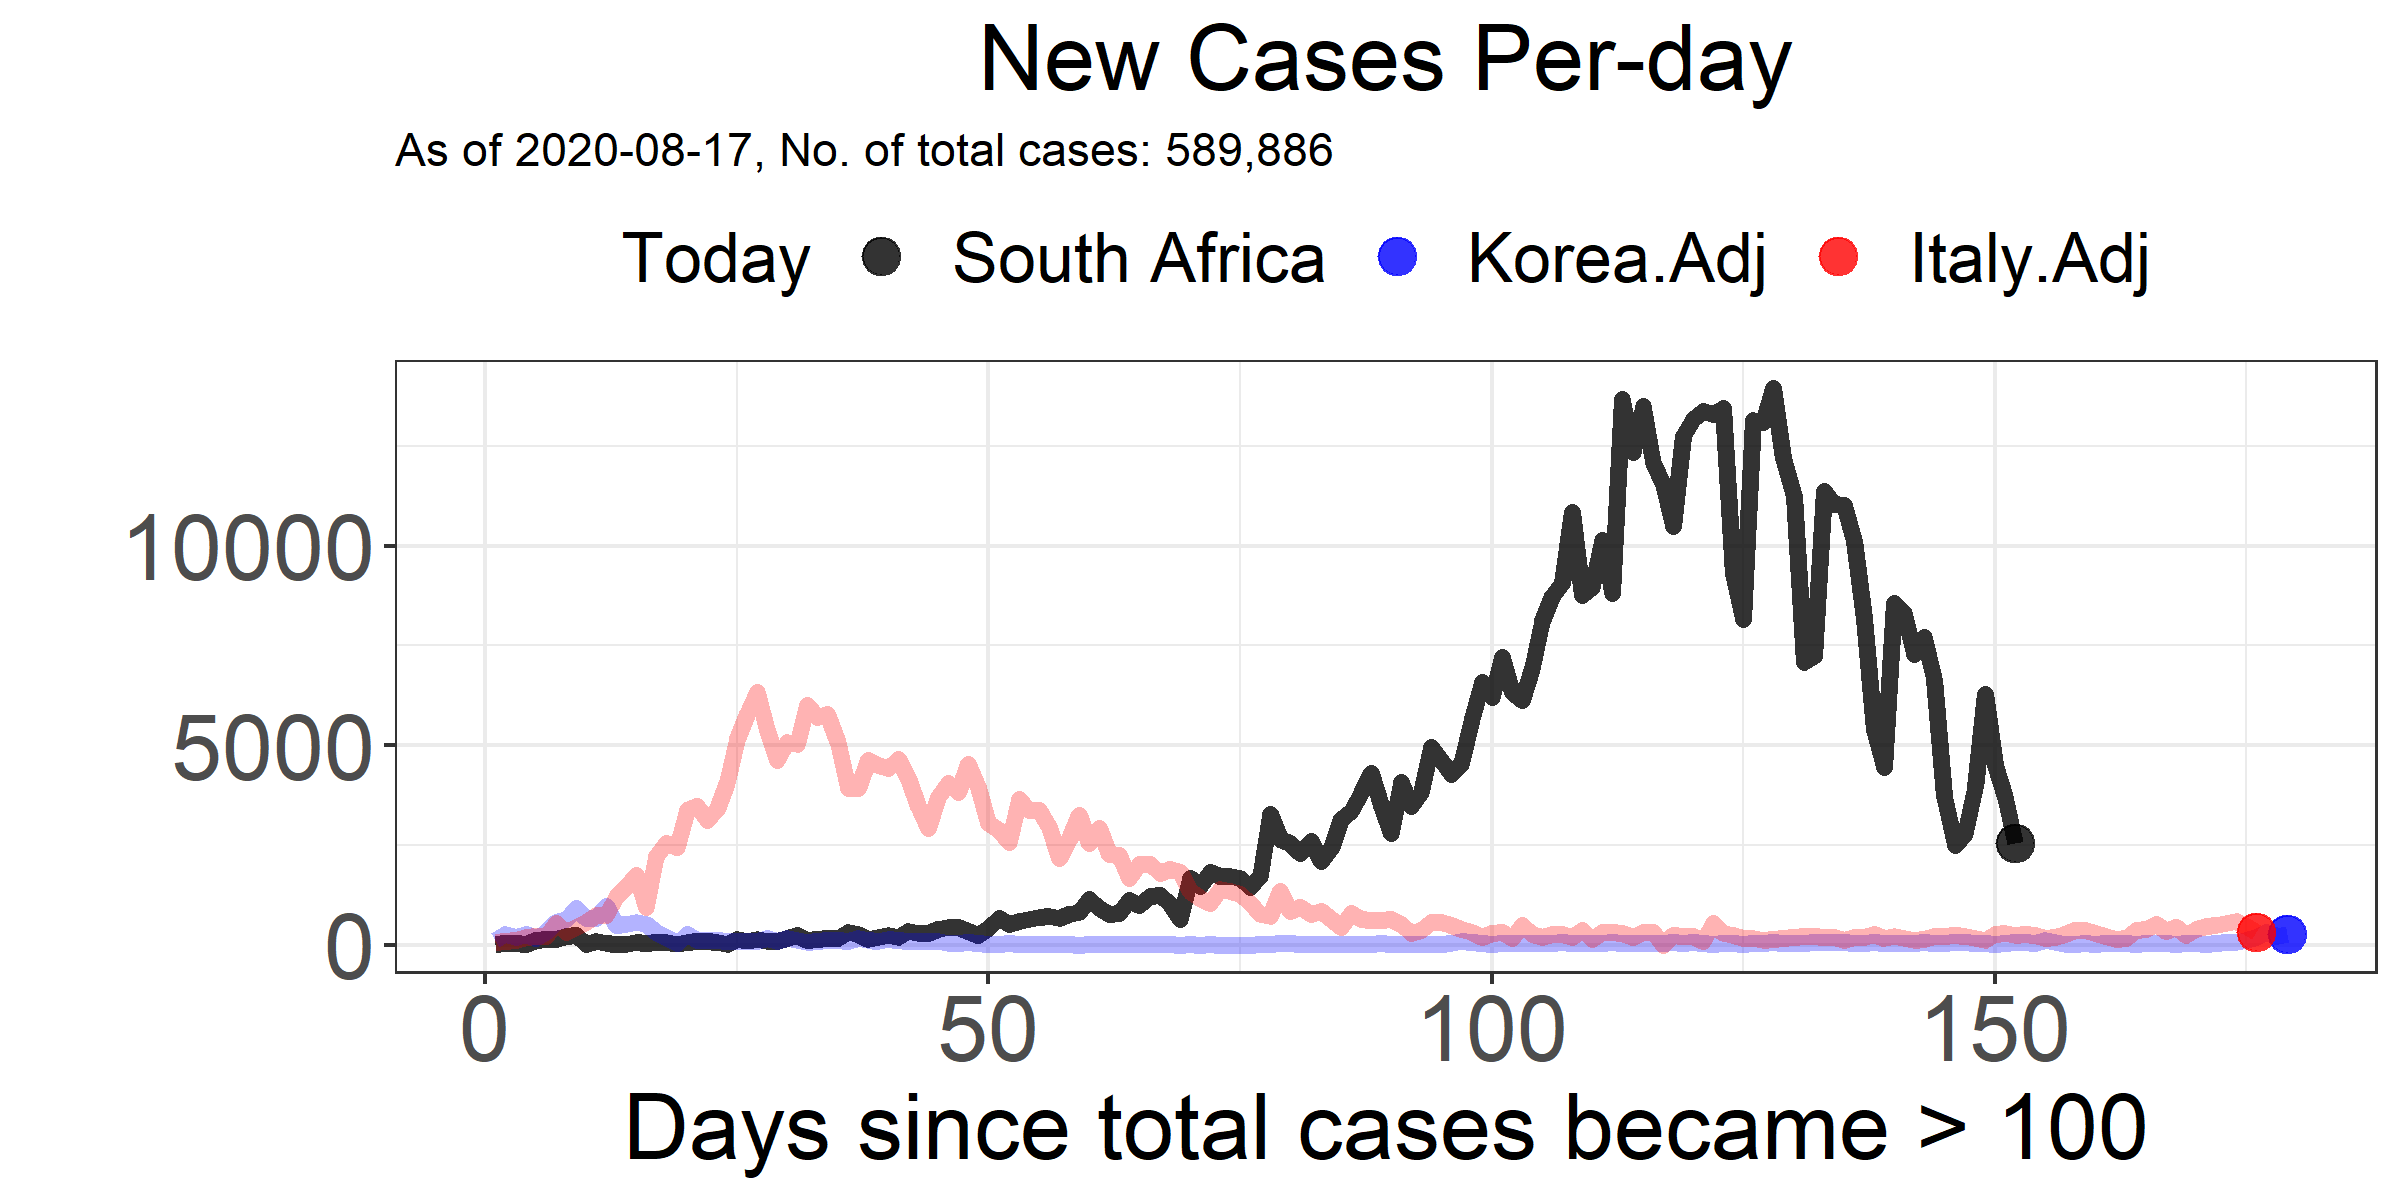 New Cases Per-day
As of 2020-08-17, No. of total cases: 589,886
Today South Africa Korea.Adj Italy.Adj
10000
5000
0
0 50 100 150
Days since total cases became > 100